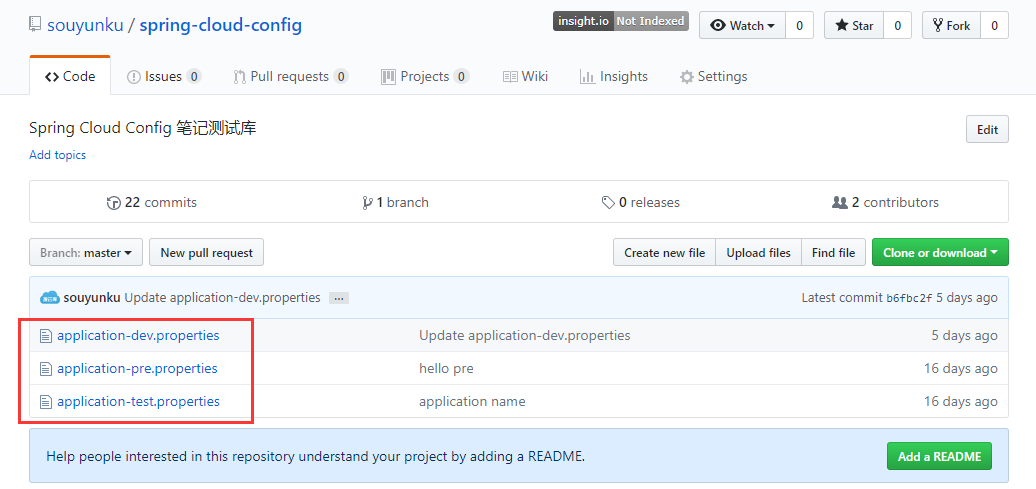 souyunku / spring-cloud-config insight.io Not Indexed Watch 0 Star 0 Fork 0
Code Issues 0 Pull requests 0 Projects 0 Wiki Insights Settings
Spring Cloud Config 笔记测试库 Edit
Add topics
22 commits 1 branch 0 releases 2 contributors
Branch: master New pull request Create new file Upload files Find file Clone or download
souyunku Update application-dev.properties ... Latest commit b6fbc2f 5 days ago
application-dev.properties Update application-dev.properties 5 days ago
application-pre.properties hello pre 16 days ago
application-test.properties application name 16 days ago
Help people interested in this repository understand your project by adding a README. Add a README